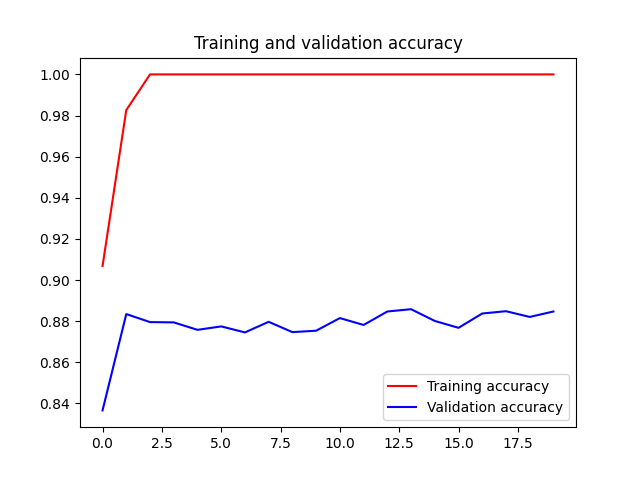 Training and validation accuracy
1.00
0.98
0.96
0.94
0.92
0.90
0.88
0.86
0.84
Training accuracy
Validation accuracy
0.0 2.5 5.0 7.5 10.0 12.5 15.0 17.5